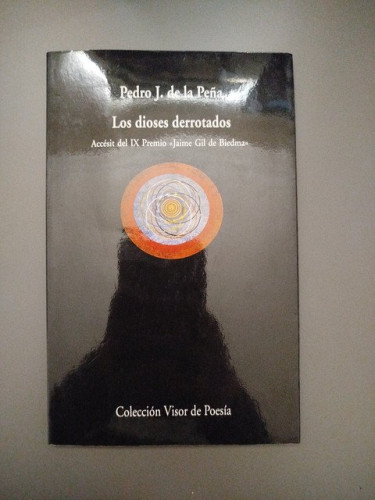 Pedro J. de la Peña
Los dioses derrotados
Accésit del IX Premio «Jaime Gil de Biedma»
Colección Visor de Poesía